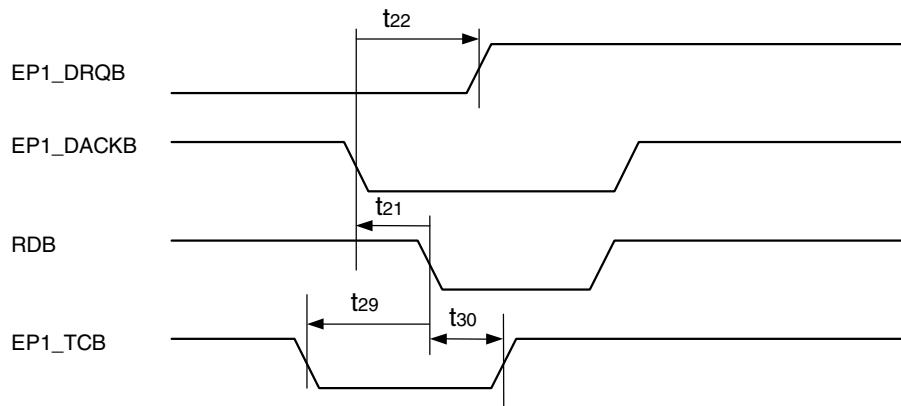 t22
EP1_DRQB
EP1_DACKB
t21
RDB
t29
t30
EP1_TCB